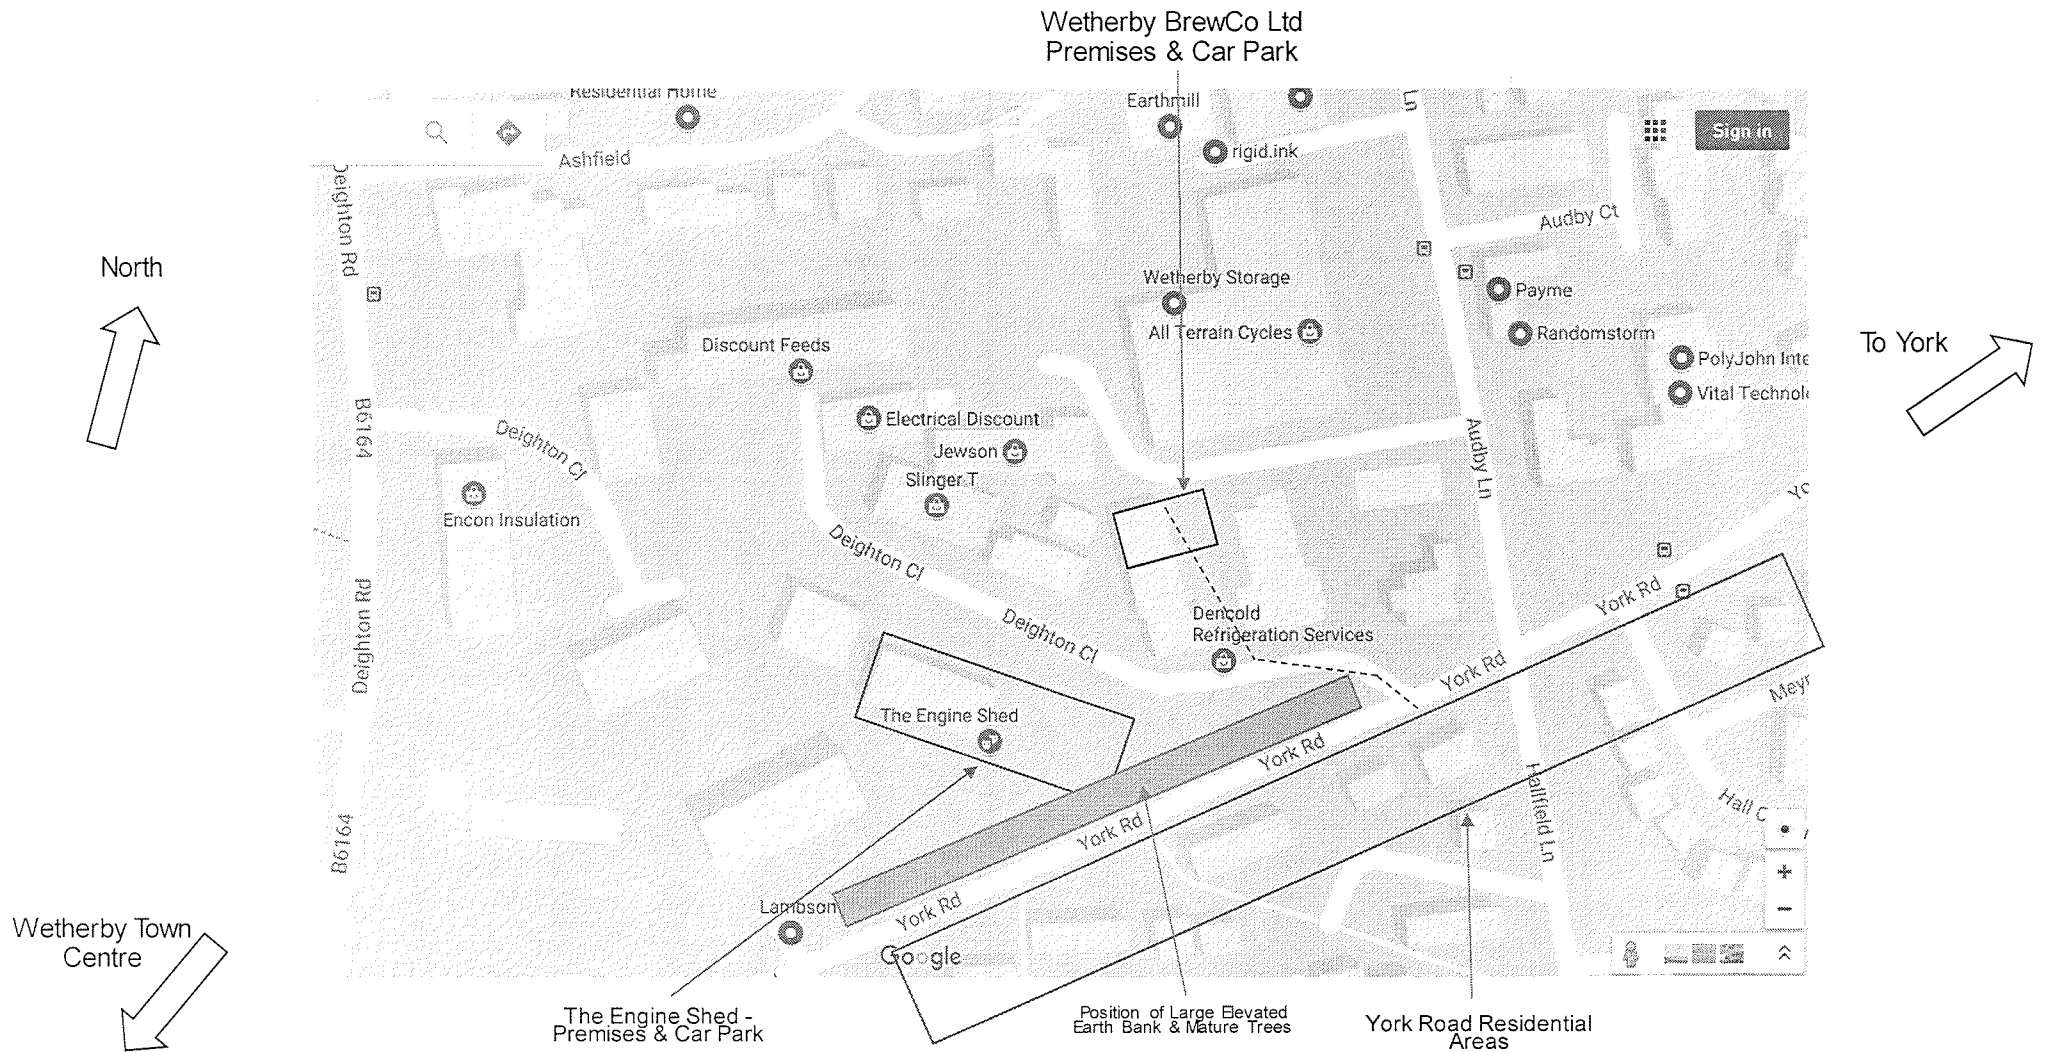 Wetherby BrewCo Ltd
Premises & Car Park
Residential Home
Earthmill
Ln
Sign in
Ashfield
rigid.ink
Deighton Rd
Audby Ct
North
Wetherby Storage
Payme
All Terrain Cycles
Randomstorm
To York
Discount Feeds
PolyJohn Inte
Vital Technol
B6164
Electrical Discount
Deighton Cl
Jewson
Audby Ln
Slinger T
Encon Insulation
Yo
Deighton Cl
Deighton Rd
York Rd
Dencold
Refrigeration Services
Deighton Cl
York Rd
Meyn
The Engine Shed
York Rd
Hallfield Ln
Hall C
B6164
York Rd
Lambson
York Rd
Wetherby Town
Centre
Google
The Engine Shed -
Premises & Car Park
Position of Large Elevated
Earth Bank & Mature Trees
York Road Residential
Areas